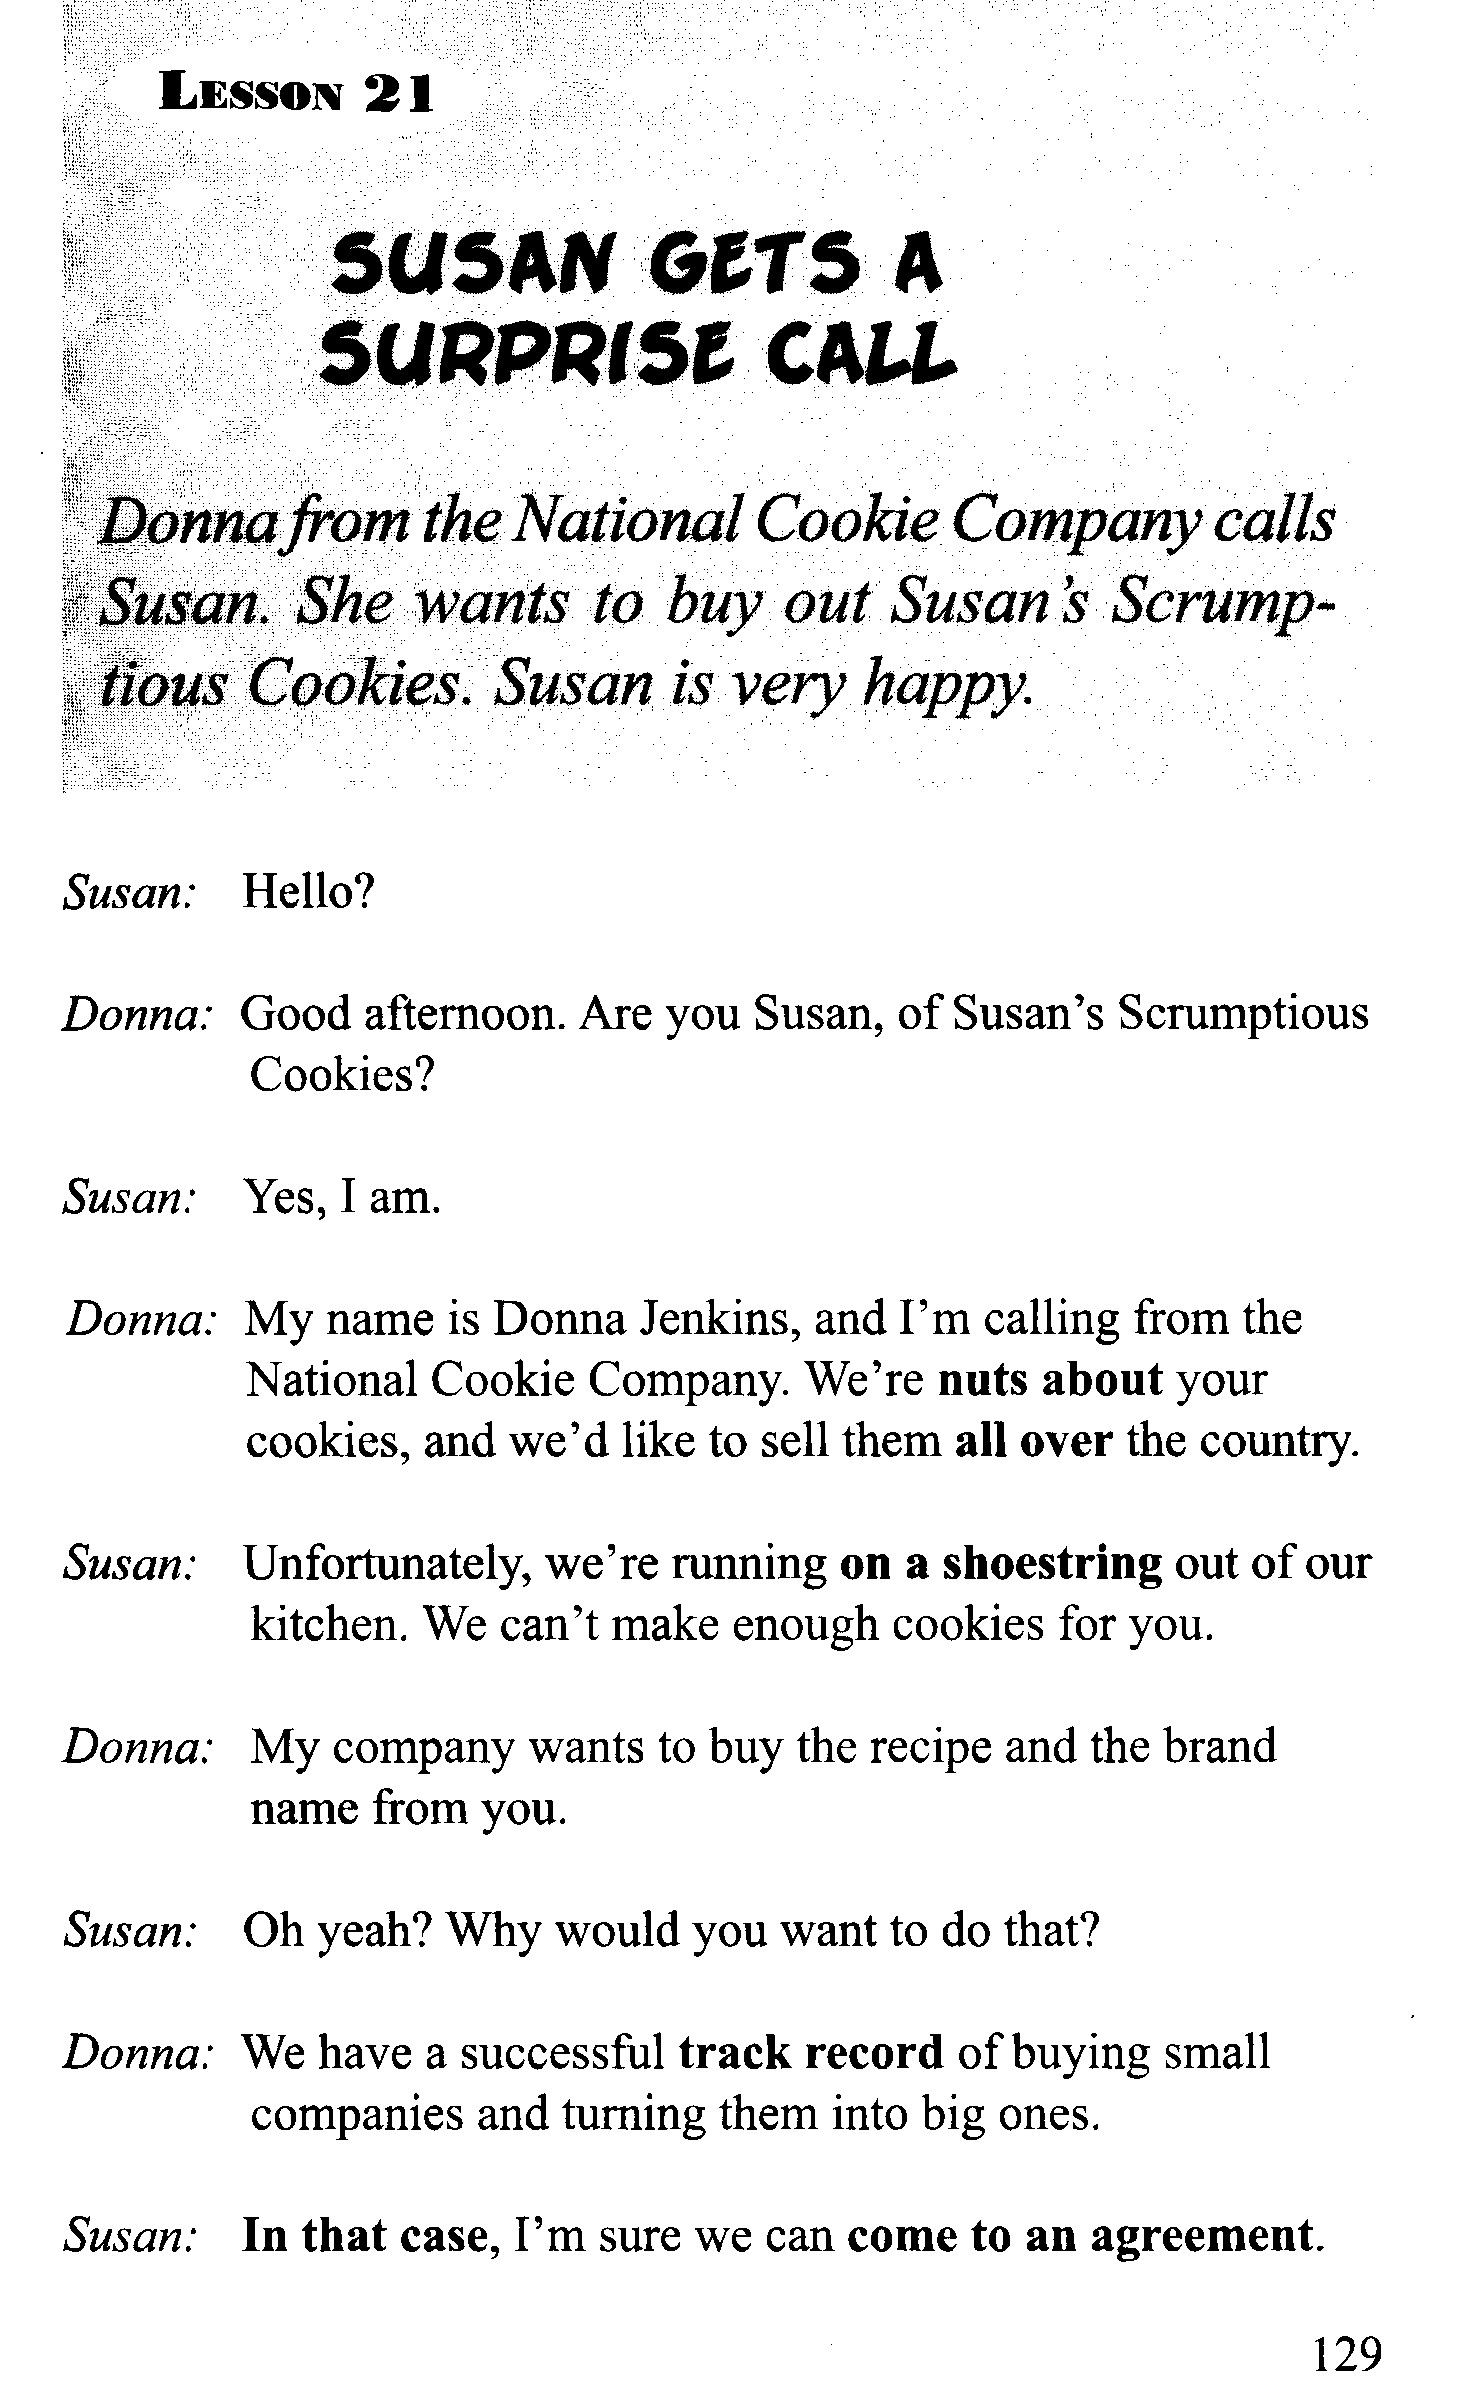 LESSON 21
SUSAN GETS A
SURPRISE CALL
Donna from the National Cookie Company calls
Susan. She wants to buy out Susan's Scrump-
tious Cookies. Susan is very happy.
Susan: Hello?
Donna: Good afternoon. Are you Susan, of Susan's Scrumptious
Cookies?
Susan: Yes, I am.
Donna: My name is Donna Jenkins, and I'm calling from the
National Cookie Company. We're nuts about your
cookies, and we'd like to sell them all over the country.
Susan: Unfortunately, we're running on a shoestring out of our
kitchen. We can't make enough cookies for you.
Donna: My company wants to buy the recipe and the brand
name from you.
Susan: Oh yeah? Why would you want to do that?
Donna: We have a successful track record of buying small
companies and turning them into big ones.
Susan: In that case, I'm sure we can come to an agreement.
129